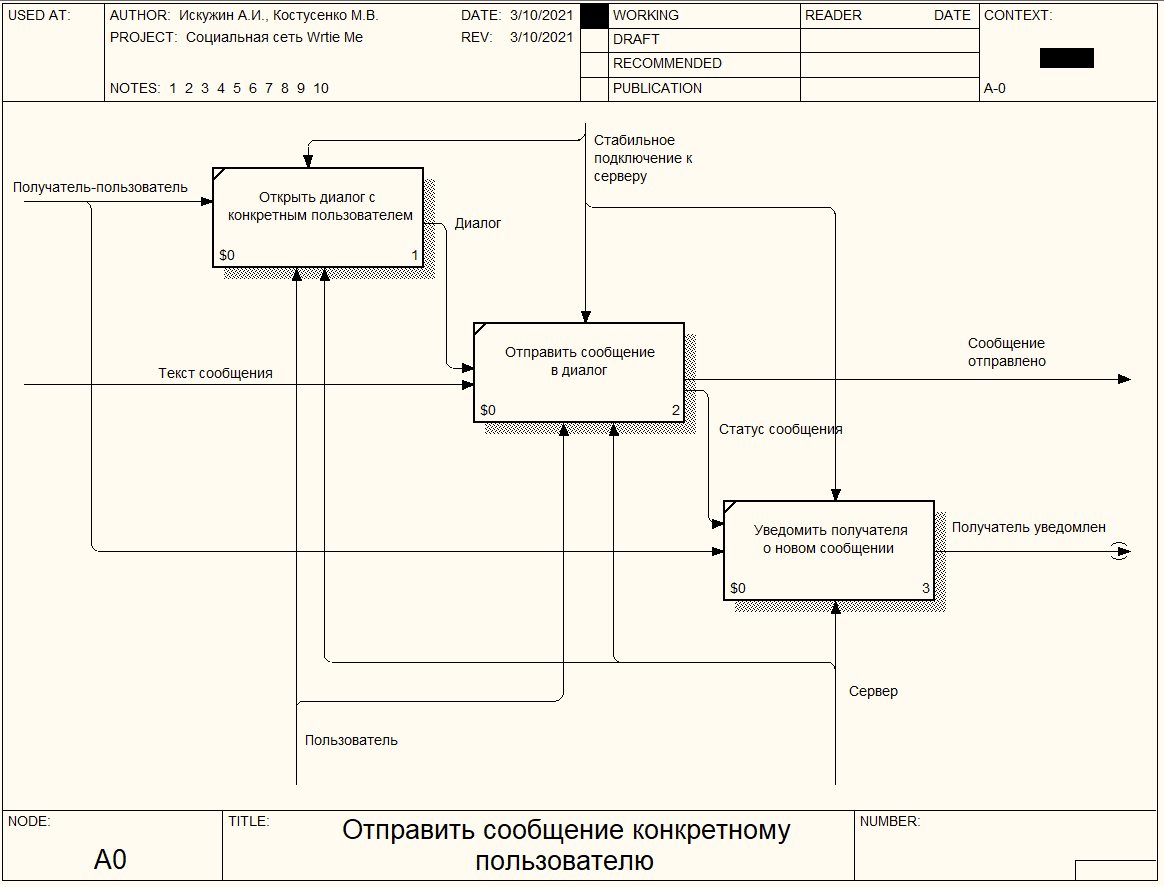 USED AT:
AUTHOR: Искужин А.И., Костусенко М.В.
DATE: 3/10/2021
PROJECT: Социальная сеть Wrtie Me
REV: 3/10/2021
NOTES: 1 2 3 4 5 6 7 8 9 10
WORKING
DRAFT
RECOMMENDED
PUBLICATION
READER DATE
CONTEXT:
A-0
Стабильное
подключение к
серверу
Получатель-пользователь
Открыть диалог с
конкретным пользователем
$0 1
Диалог
Текст сообщения
Отправить сообщение
в диалог
$0 2
Сообщение
отправлено
Статус сообщения
Уведомить получателя
о новом сообщении
$0 3
Получатель уведомлен
Сервер
Пользователь
NODE:
A0
TITLE:
Отправить сообщение конкретному
пользователю
NUMBER: